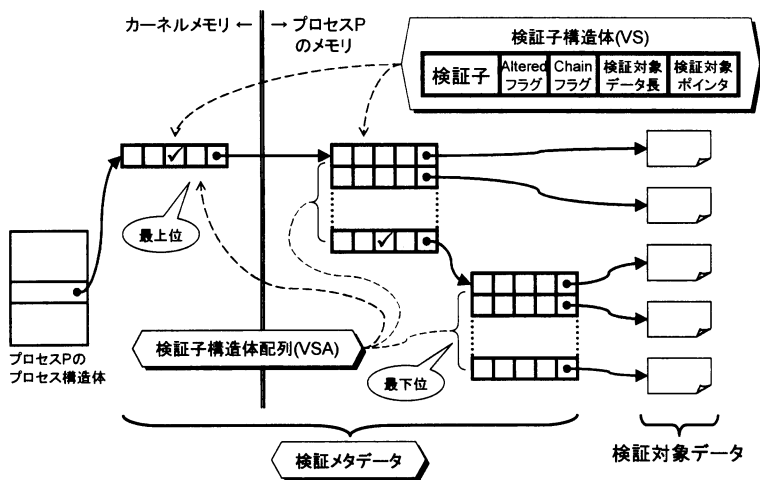 カーネルメモリ ←
→ プロセスP
のメモリ
検証子構造体(VS)
検証子
Altered
フラグ
Chain
フラグ
検証対象
データ長
検証対象
ポインタ
最上位
プロセスPの
プロセス構造体
検証子構造体配列(VSA)
最下位
検証メタデータ
検証対象データ